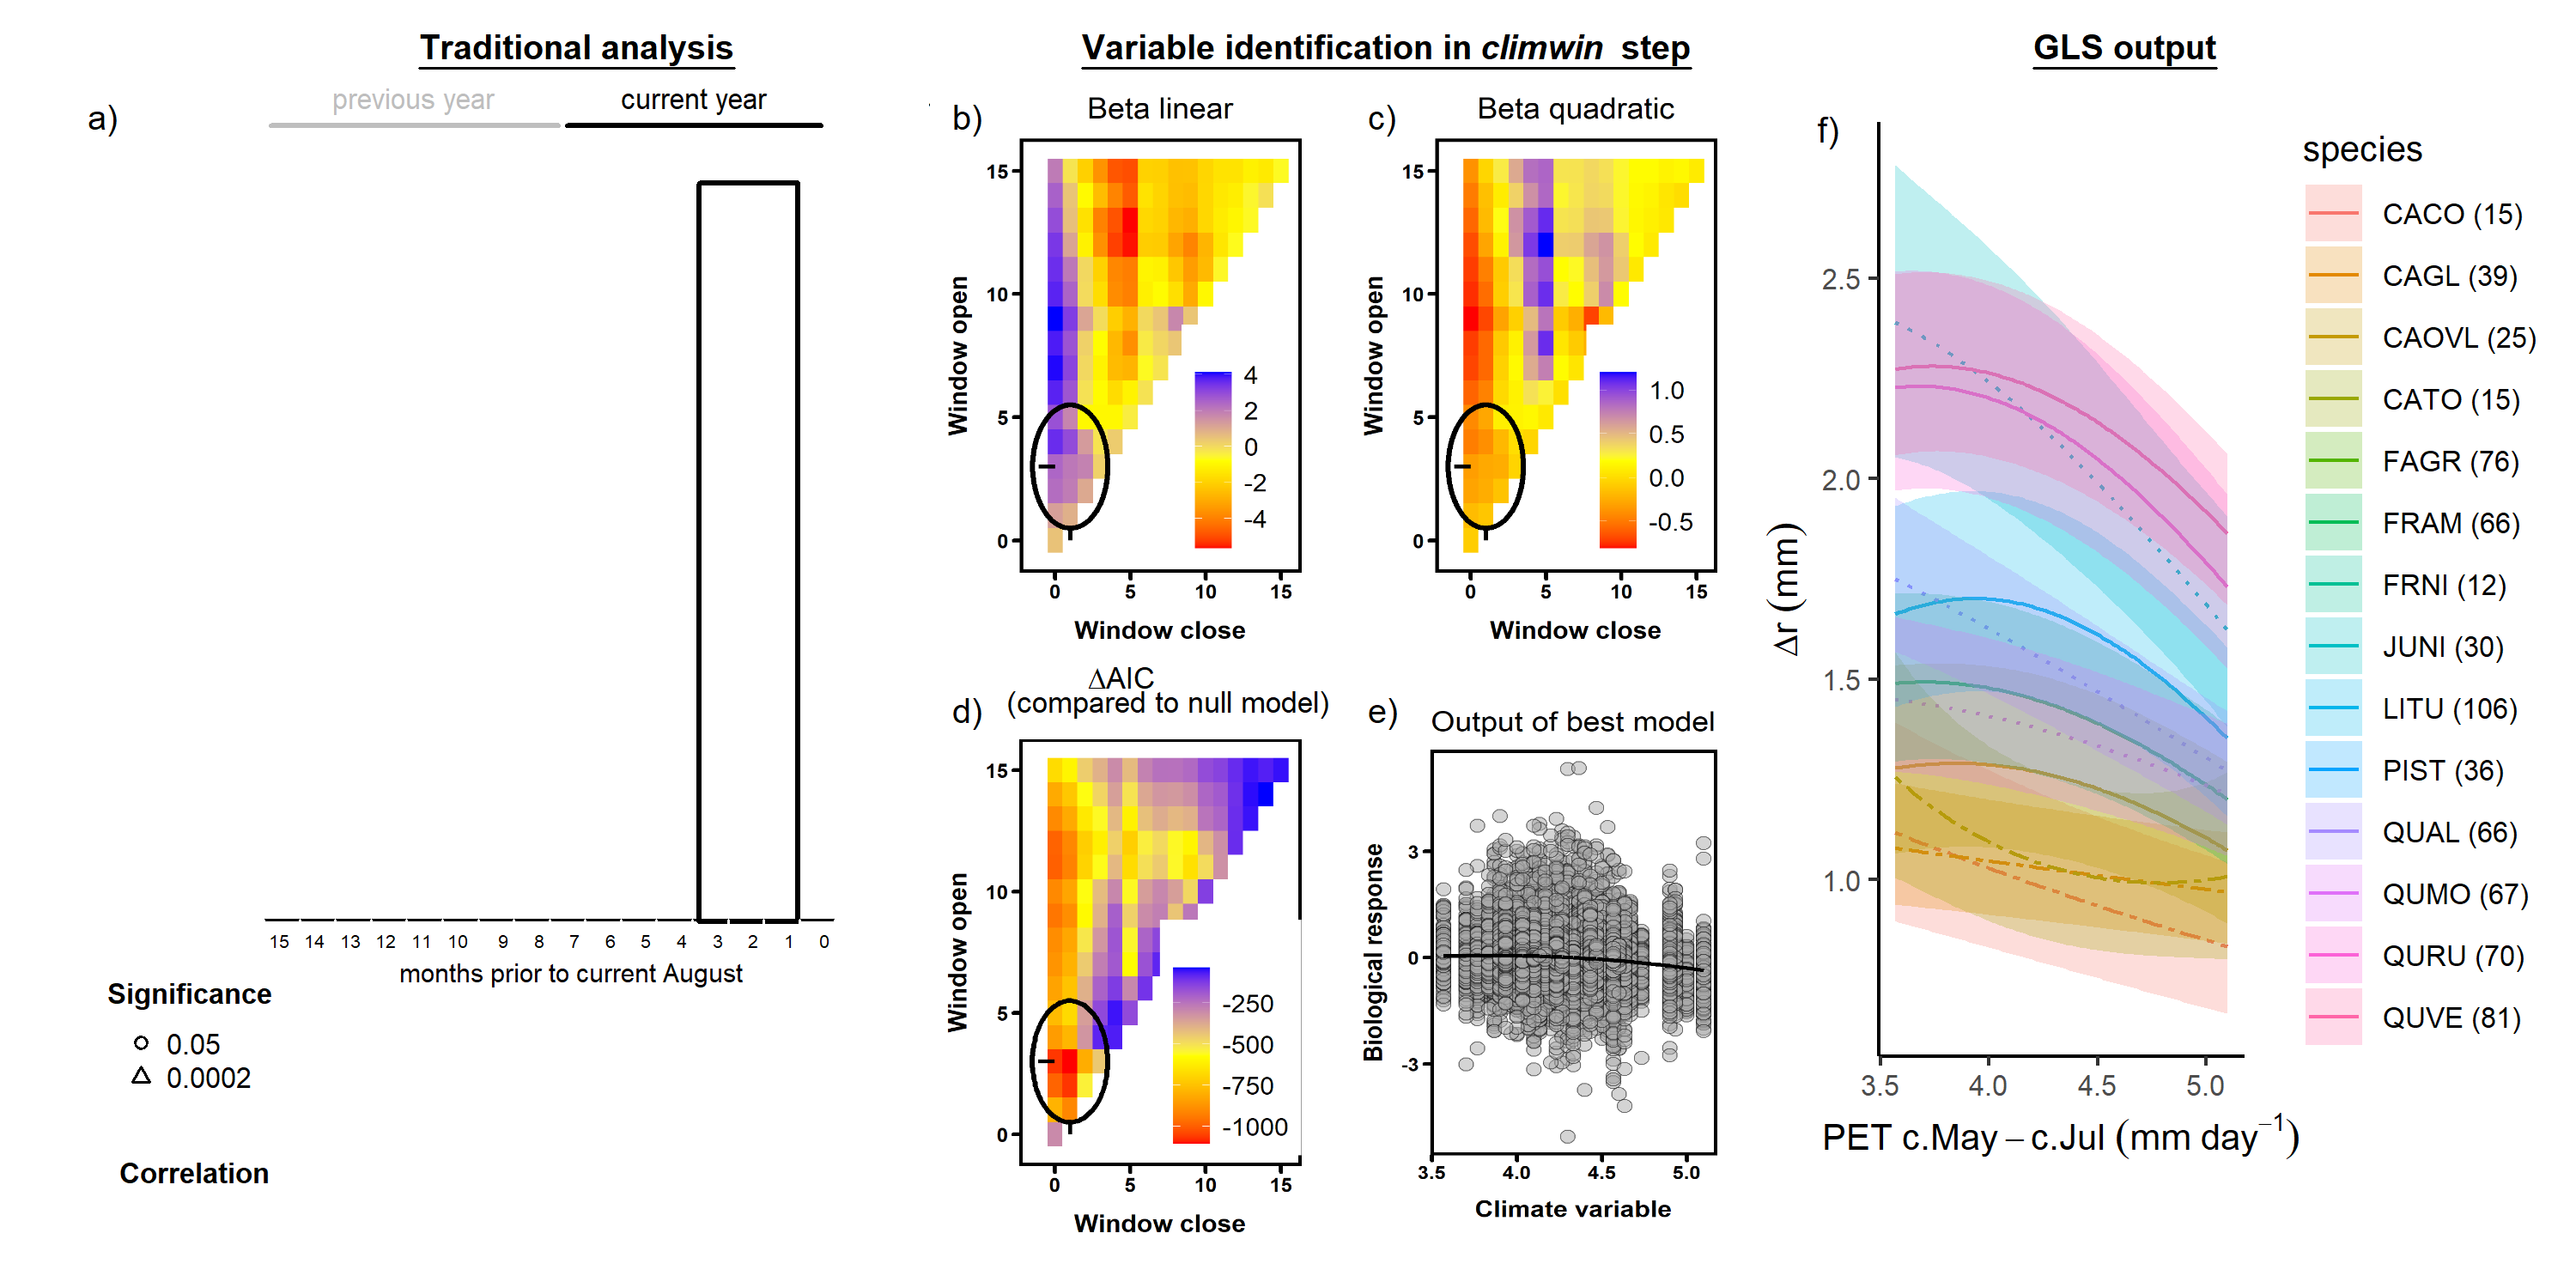 Traditional analysis
previous year
current year
a)
15 14 13 12 11 10 9 8 7 6 5 4 3 2 1 0
months prior to current August
Significance
0.05
0.0002
Correlation
Variable identification in climwin step
b)
Beta linear
Window open
15
10
5
0
4
2
0
-2
-4
0 5 10 15
Window close
c)
Beta quadratic
Window open
15
10
5
0
1.0
0.5
0.0
-0.5
0 5 10 15
Window close
d)
ΔAIC
(compared to null model)
Window open
15
10
5
0
-250
-500
-750
-1000
0 5 10 15
Window close
e)
Output of best model
Biological response
3
0
-3
3.5 4.0 4.5 5.0
Climate variable
GLS output
f)
Δr (mm)
2.5
2.0
1.5
1.0
3.5 4.0 4.5 5.0
PET c.May – c.Jul (mm day⁻¹)
species
CACO (15)
CAGL (39)
CAOVL (25)
CATO (15)
FAGR (76)
FRAM (66)
FRNI (12)
JUNI (30)
LITU (106)
PIST (36)
QUAL (66)
QUMO (67)
QURU (70)
QUVE (81)